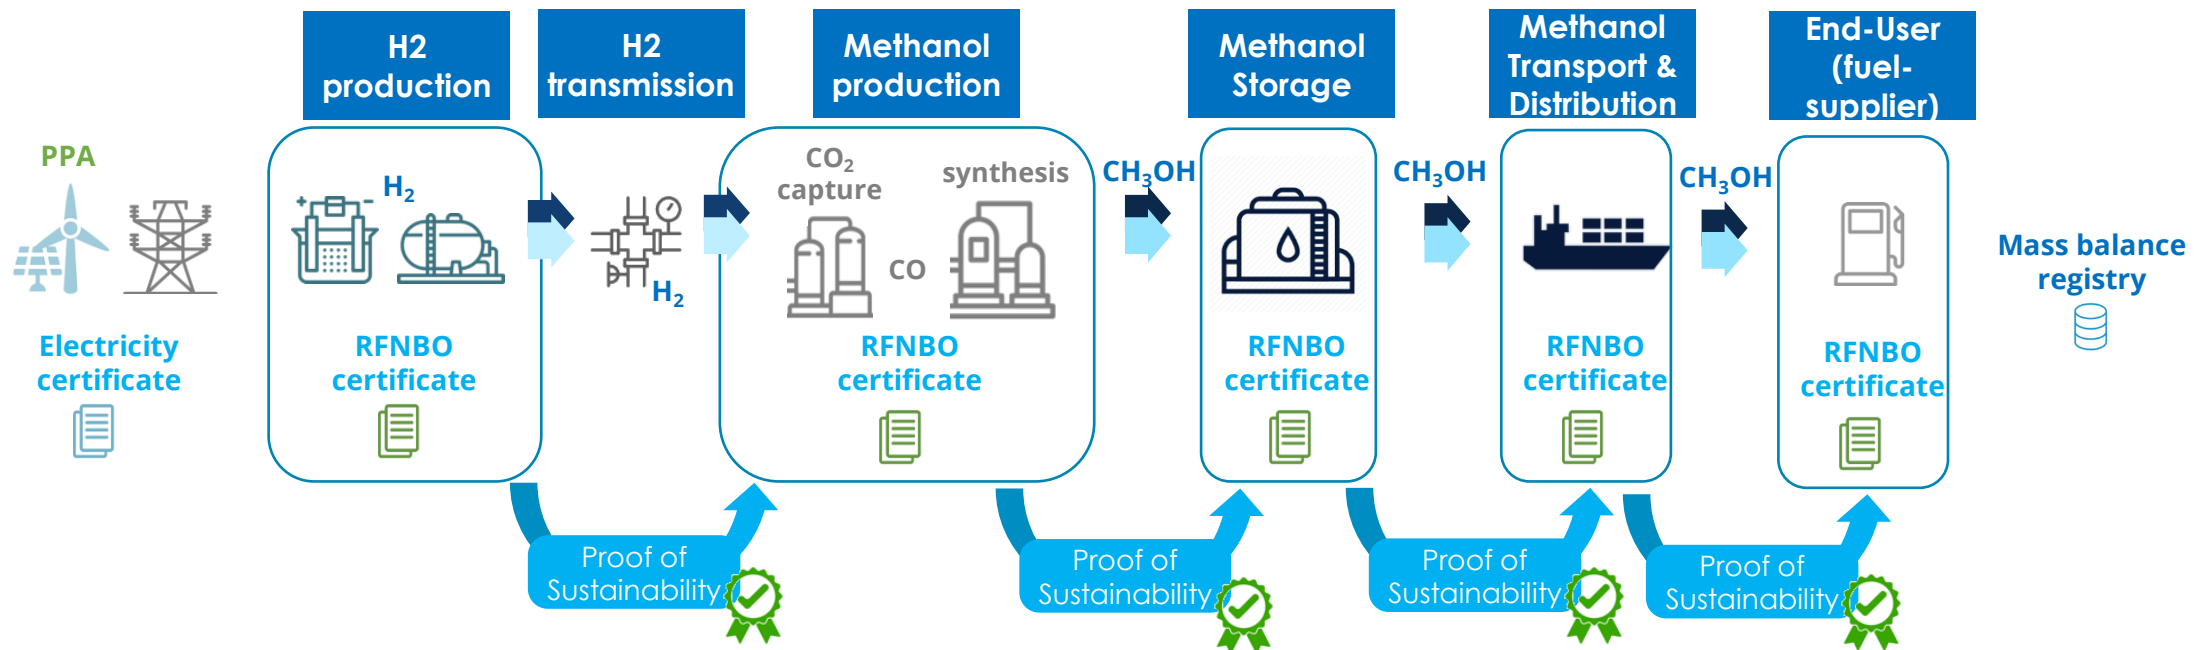 H2
production
H2
transmission
Methanol
production
Methanol
Storage
Methanol
Transport &
Distribution
End-User
(fuel-
supplier)
PPA
Electricity
certificate
H2
RFNBO
certificate
H2
CO2
capture
CO
synthesis
RFNBO
certificate
CH3OH
RFNBO
certificate
CH3OH
RFNBO
certificate
CH3OH
RFNBO
certificate
Mass balance
registry
Proof of
Sustainability
Proof of
Sustainability
Proof of
Sustainability
Proof of
Sustainability